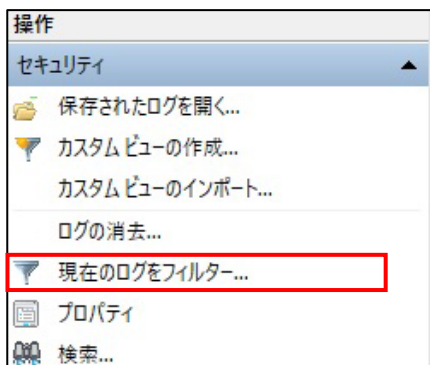 操作
セキュリティ
保存されたログを開く...
カスタム ビューの作成...
カスタム ビューのインポート...
ログの消去...
現在のログをフィルター...
プロパティ
検索...